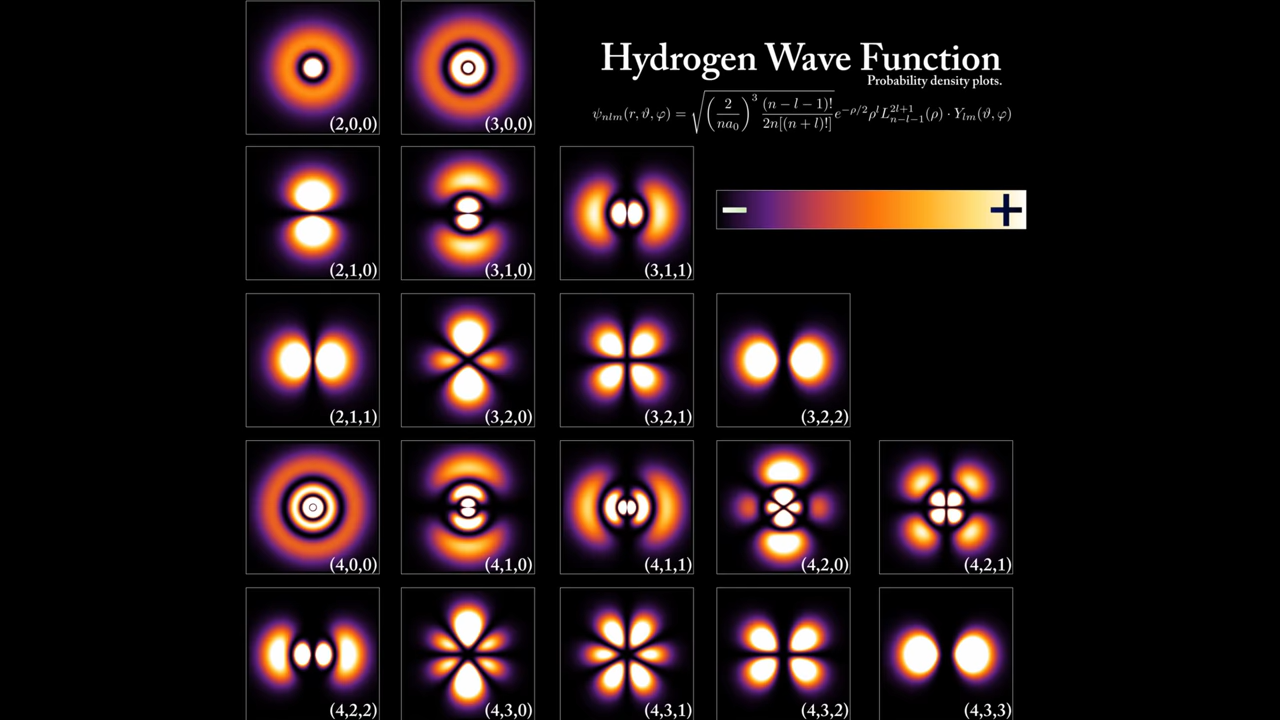 Hydrogen Wave Function
Probability density plots.
ψₙₗₘ(r, ϑ, φ) = √((2/(na₀))³ (n − l − 1)!/(2n[(n + l)!])) e^{−ρ/2} ρˡ L_{n−l−1}^{2l+1}(ρ) · Yₗₘ(ϑ, φ)
(2,0,0) (3,0,0)
− +
(2,1,0) (3,1,0) (3,1,1)
(2,1,1) (3,2,0) (3,2,1) (3,2,2)
(4,0,0) (4,1,0) (4,1,1) (4,2,0) (4,2,1)
(4,2,2) (4,3,0) (4,3,1) (4,3,2) (4,3,3)